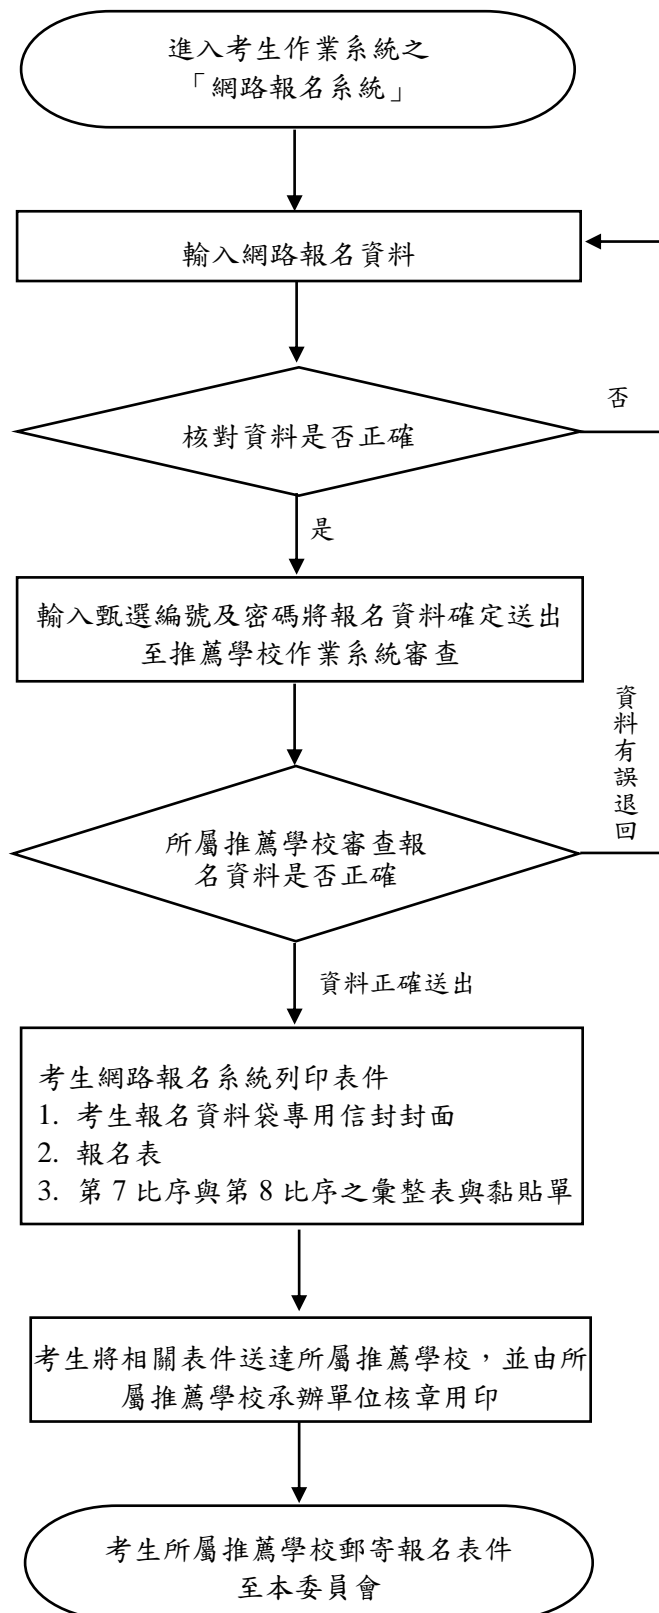 進入考生作業系統之
「網路報名系統」
輸入網路報名資料
核對資料是否正確
否
是
輸入甄選編號及密碼將報名資料確定送出
至推薦學校作業系統審查
所屬推薦學校審查報
名資料是否正確
資料有誤退回
資料正確送出
考生網路報名系統列印表件
1. 考生報名資料袋專用信封封面
2. 報名表
3. 第 7 比序與第 8 比序之彙整表與黏貼單
考生將相關表件送達所屬推薦學校，並由所
屬推薦學校承辦單位核章用印
考生所屬推薦學校郵寄報名表件
至本委員會